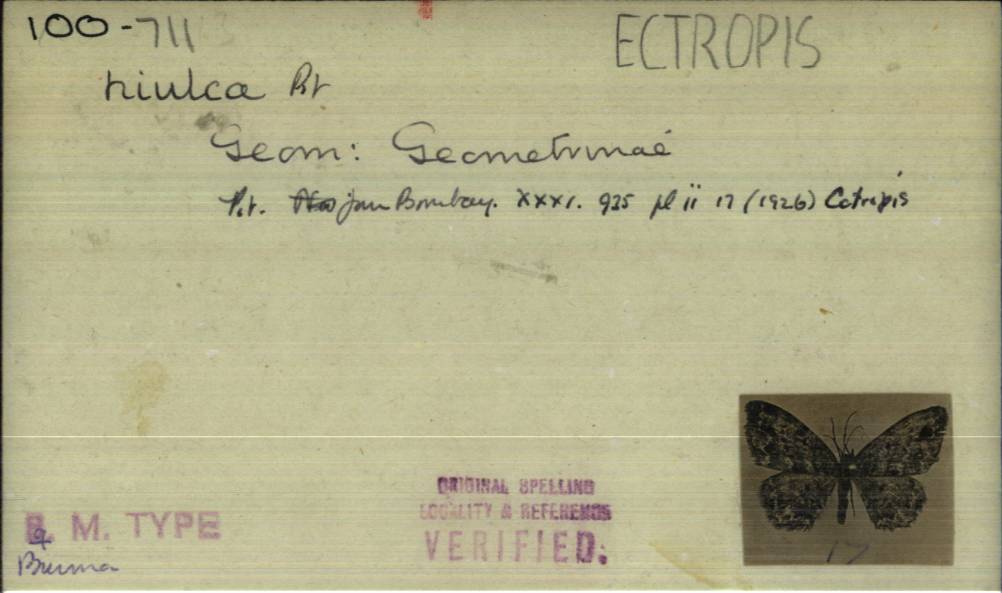 100-711
ECTROPIS
hiulca Pt
Geom: Geometrinae
P.t. jour Bombay. XXXI. 925 pl ii 17 (1926) Ectropis
ORIGINAL SPELLING
LOCALITY & REFERENCE
VERIFIED.
B. M. TYPE
Burma
17